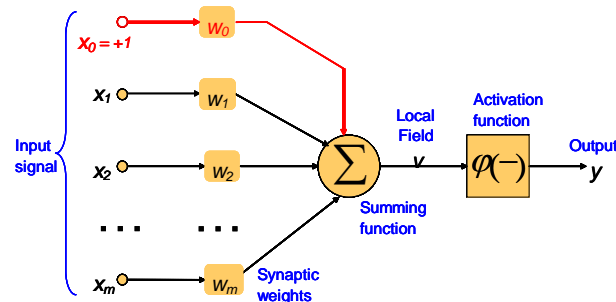 x0 = +1
w0
x1
w1
Input
signal
x2
w2
Σ
Local
Field
v
Activation
function
φ(−)
Output
y
Summing
function
... ...
xm
wm
Synaptic
weights